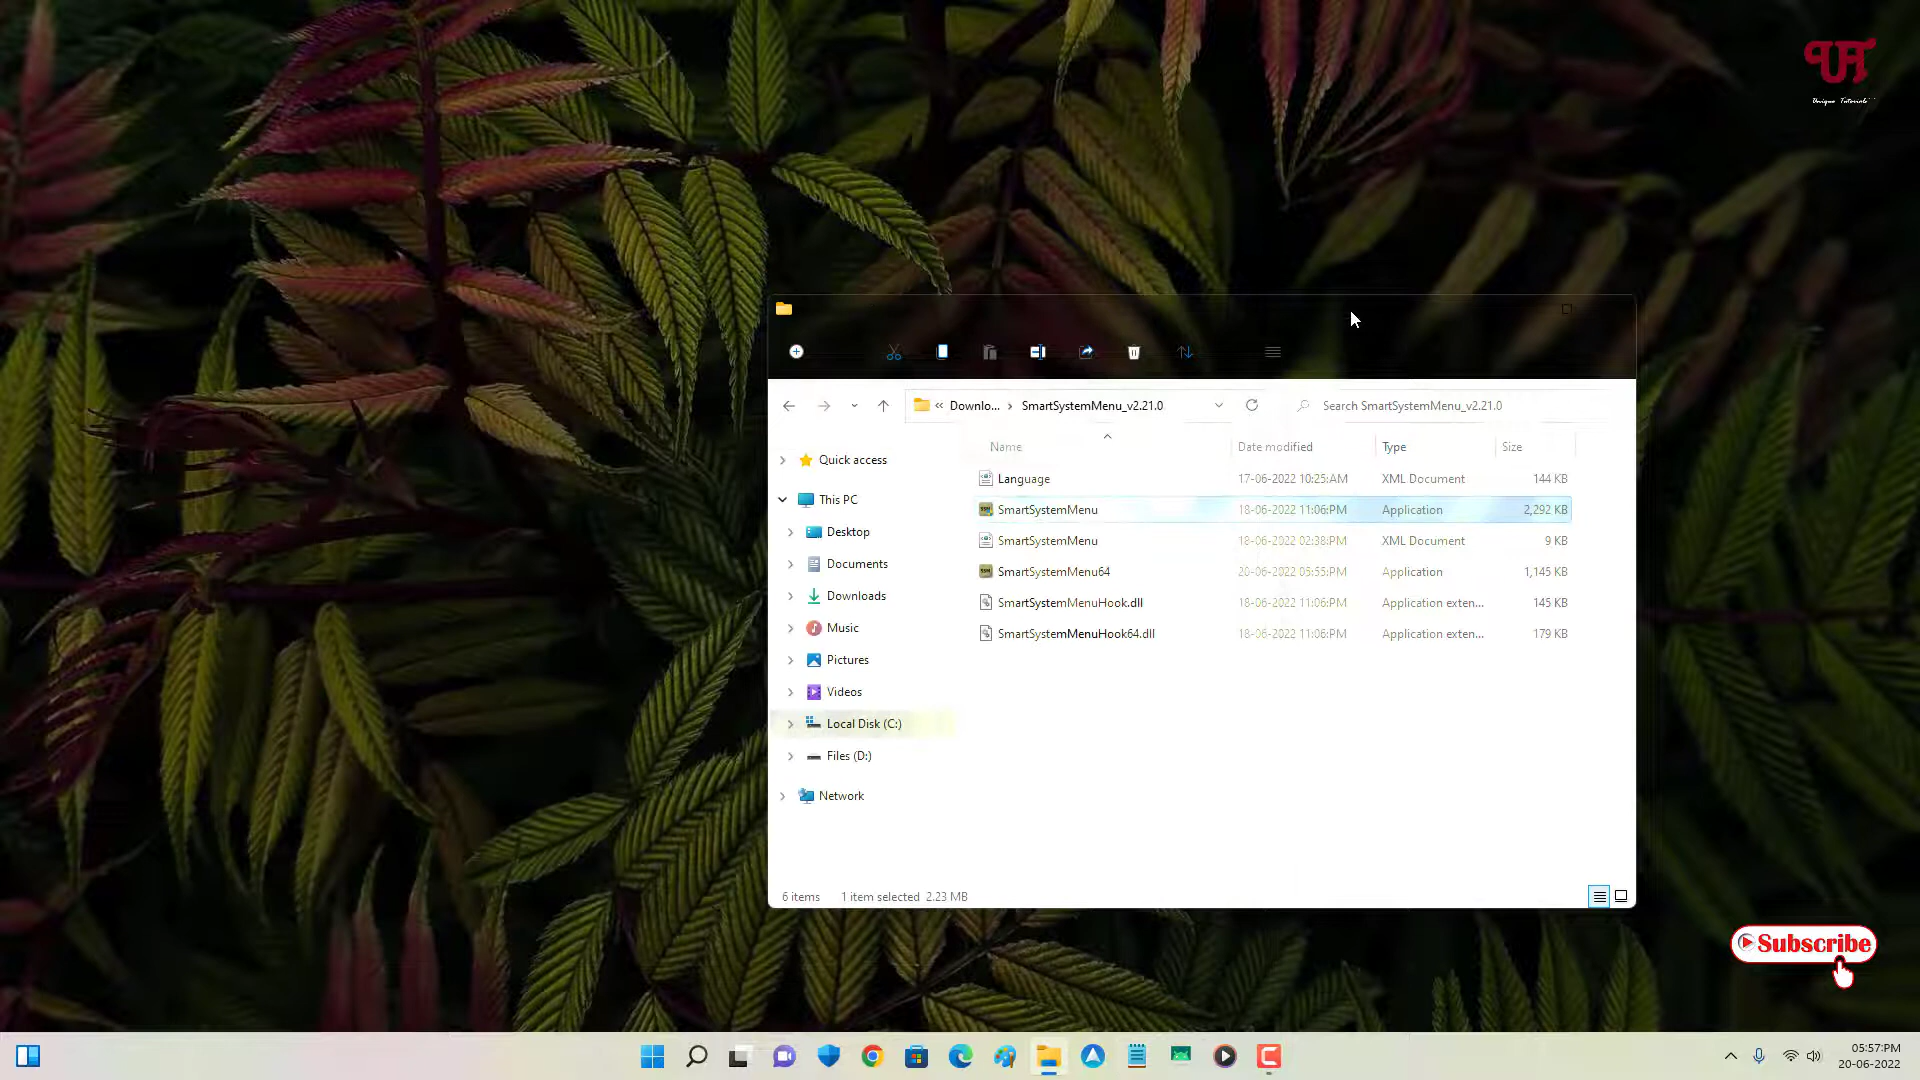 UT
Unique Tutorials
« Downlo... › SmartSystemMenu_v2.21.0
Search SmartSystemMenu_v2.21.0
Name Date modified Type Size
Quick access
This PC
Desktop
Documents
Downloads
Music
Pictures
Videos
Local Disk (C:)
Files (D:)
Network
Language 17-06-2022 10:25:AM XML Document 144 KB
SmartSystemMenu 18-06-2022 11:06:PM Application 2,292 KB
SmartSystemMenu 18-06-2022 02:38:PM XML Document 9 KB
SmartSystemMenu64 20-06-2022 05:55:PM Application 1,145 KB
SmartSystemMenuHook.dll 18-06-2022 11:06:PM Application exten... 145 KB
SmartSystemMenuHook64.dll 18-06-2022 11:06:PM Application exten... 179 KB
6 items 1 item selected 2.23 MB
Subscribe
05:57:PM
20-06-2022